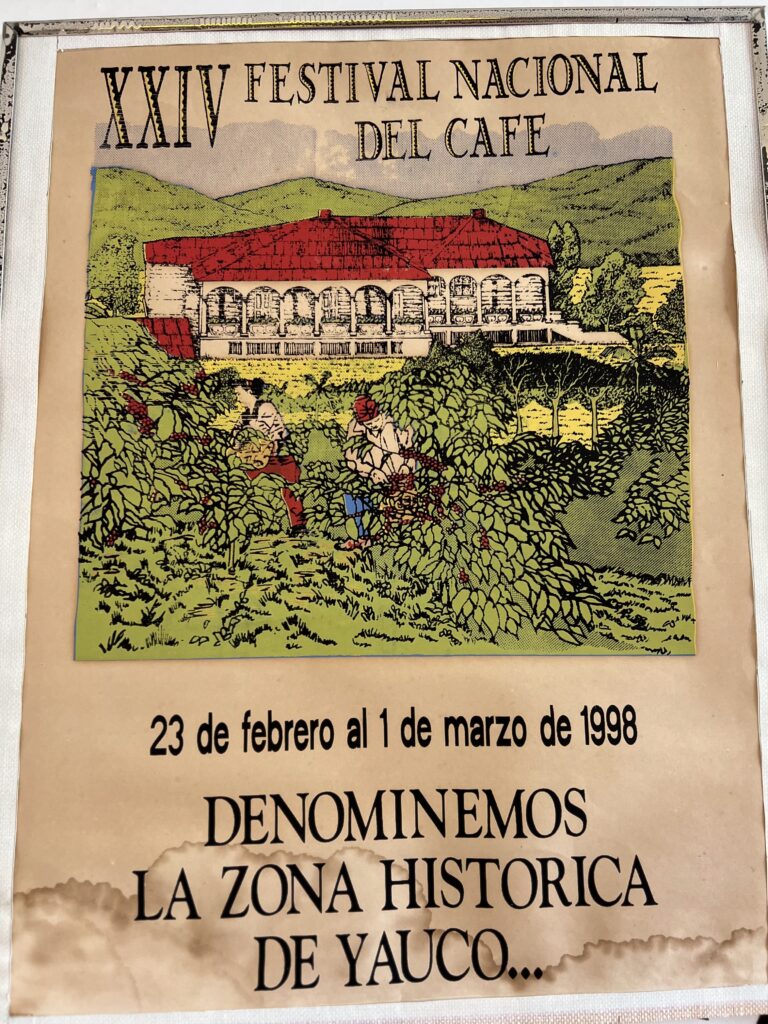 XXIV FESTIVAL NACIONAL
DEL CAFE
23 de febrero al 1 de marzo de 1998
DENOMINEMOS
LA ZONA HISTORICA
DE YAUCO...